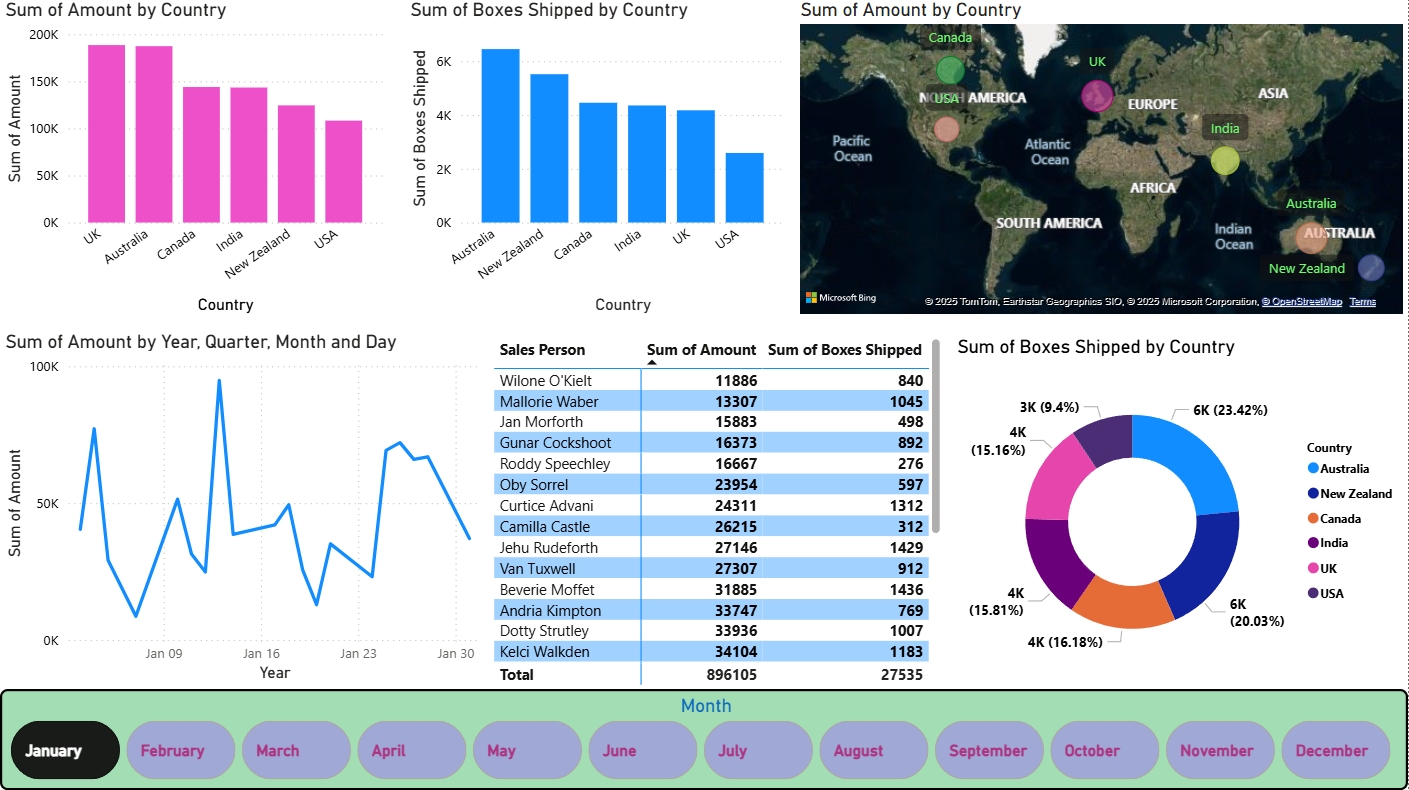 Sum of Amount by Country
200K
150K
100K
50K
0K
Sum of Amount
UK
Australia
Canada
India
New Zealand
USA
Country
Sum of Boxes Shipped by Country
6K
4K
2K
0K
Sum of Boxes Shipped
Australia
New Zealand
Canada
India
UK
USA
Country
Sum of Amount by Country
Canada
UK
NORTH AMERICA
USA
EUROPE
ASIA
India
Pacific
Ocean
Atlantic
Ocean
AFRICA
SOUTH AMERICA
Australia
Indian
Ocean
AUSTRALIA
New Zealand
Microsoft Bing
© 2025 TomTom, Earthstar Geographics SIO, © 2025 Microsoft Corporation, © OpenStreetMap Terms
Sum of Amount by Year, Quarter, Month and Day
100K
50K
0K
Sum of Amount
Jan 09 Jan 16 Jan 23 Jan 30
Year
Sales Person Sum of Amount Sum of Boxes Shipped
Wilone O'Kielt 11886 840
Mallorie Waber 13307 1045
Jan Morforth 15883 498
Gunar Cockshoot 16373 892
Roddy Speechley 16667 276
Oby Sorrel 23954 597
Curtice Advani 24311 1312
Camilla Castle 26215 312
Jehu Rudeforth 27146 1429
Van Tuxwell 27307 912
Beverie Moffet 31885 1436
Andria Kimpton 33747 769
Dotty Strutley 33936 1007
Kelci Walkden 34104 1183
Total 896105 27535
Sum of Boxes Shipped by Country
3K (9.4%)
6K (23.42%)
4K
(15.16%)
4K
(15.81%)
4K (16.18%)
6K
(20.03%)
Country
Australia
New Zealand
Canada
India
UK
USA
Month
January February March April May June July August September October November December